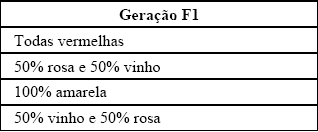 Geração F1
Todas vermelhas
50% rosa e 50% vinho
100% amarela
50% vinho e 50% rosa